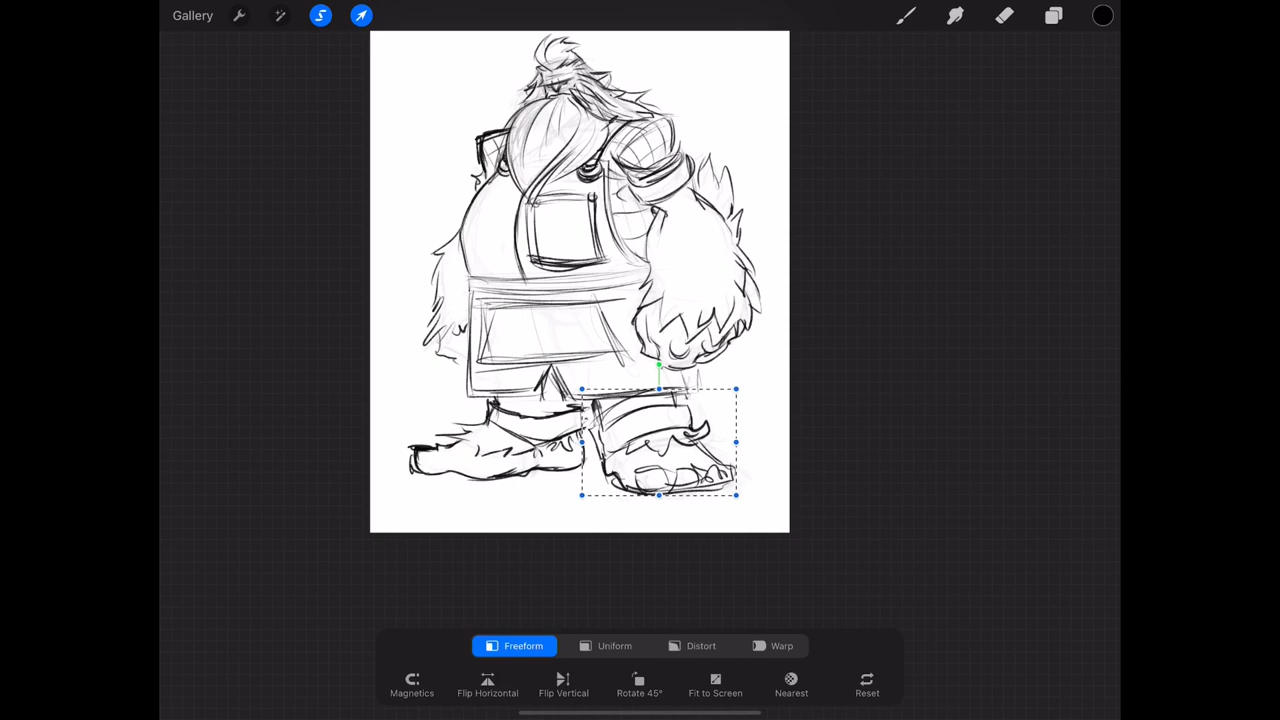 Gallery
Freeform Uniform Distort Warp
Magnetics Flip Horizontal Flip Vertical Rotate 45° Fit to Screen Nearest Reset